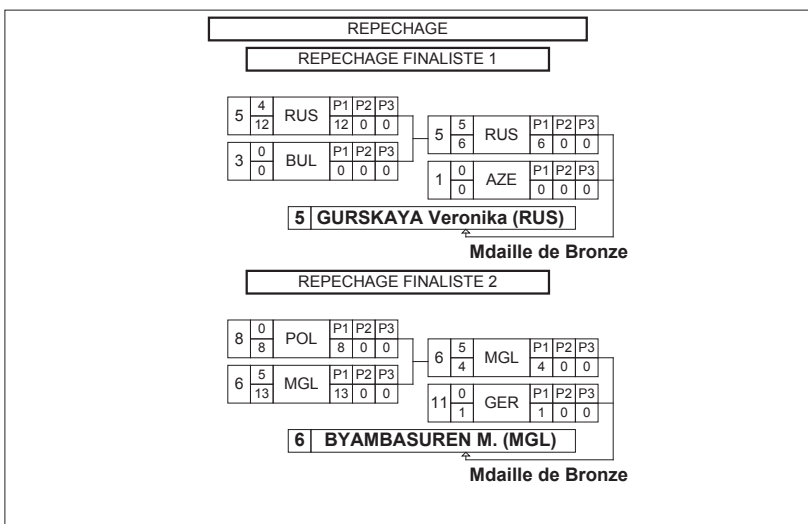 REPECHAGE
REPECHAGE FINALISTE 1
5 4 12 RUS P1 P2 P3 12 0 0
3 0 0 BUL P1 P2 P3 0 0 0
5 5 6 RUS P1 P2 P3 6 0 0
1 0 0 AZE P1 P2 P3 0 0 0
5 GURSKAYA Veronika (RUS)
Mdaille de Bronze
REPECHAGE FINALISTE 2
8 0 8 POL P1 P2 P3 8 0 0
6 5 13 MGL P1 P2 P3 13 0 0
6 5 4 MGL P1 P2 P3 4 0 0
11 0 1 GER P1 P2 P3 1 0 0
6 BYAMBASUREN M. (MGL)
Mdaille de Bronze